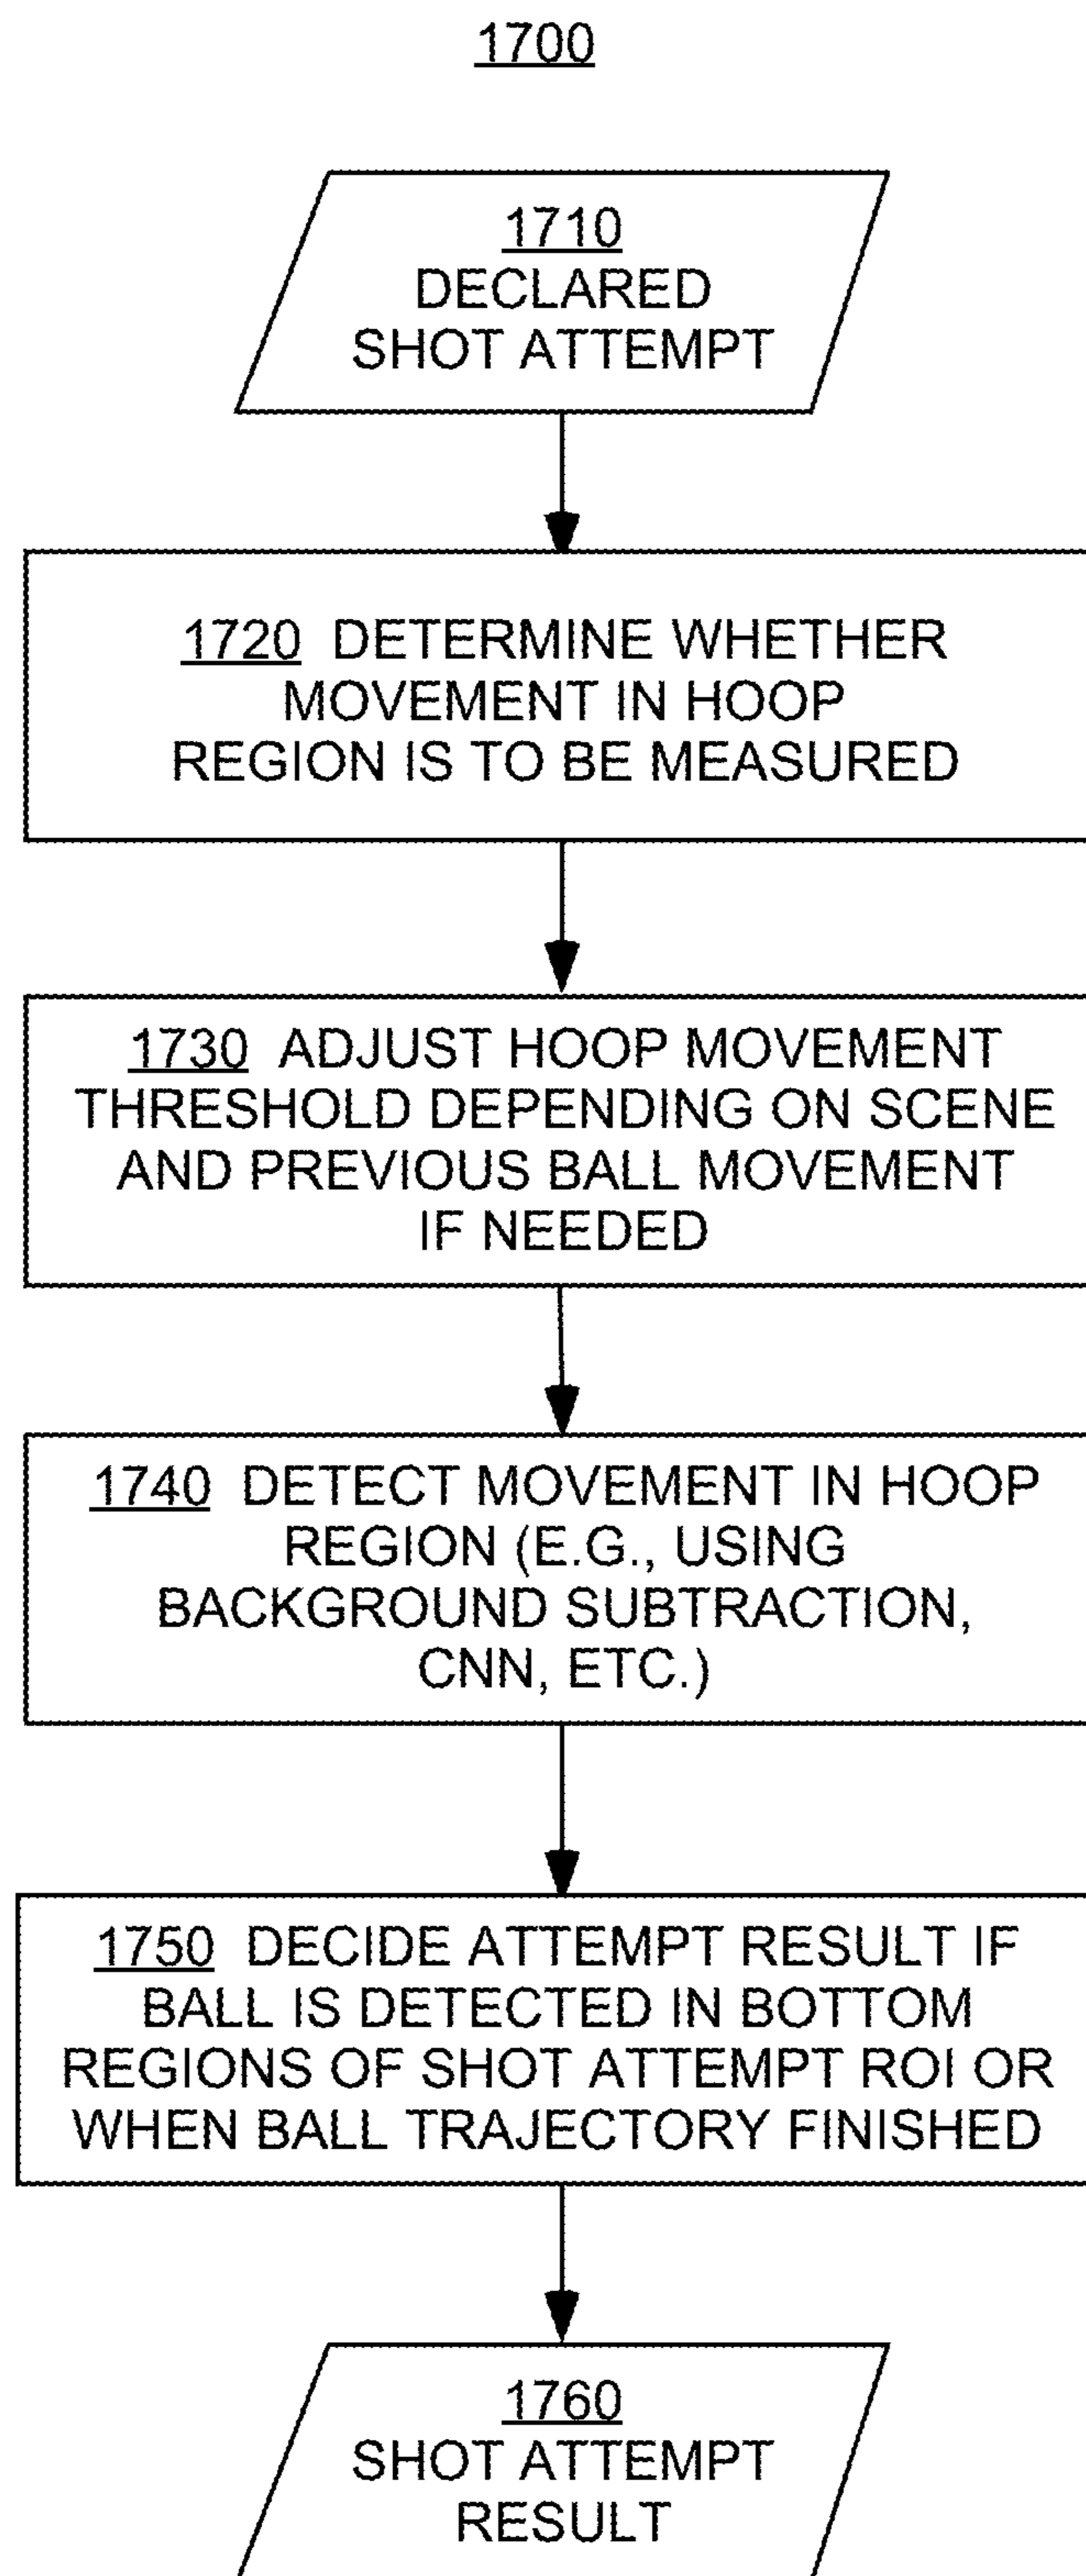 1700
1710
DECLARED
SHOT ATTEMPT
1720 DETERMINE WHETHER
MOVEMENT IN HOOP
REGION IS TO BE MEASURED
1730 ADJUST HOOP MOVEMENT
THRESHOLD DEPENDING ON SCENE
AND PREVIOUS BALL MOVEMENT
IF NEEDED
1740 DETECT MOVEMENT IN HOOP
REGION (E.G., USING
BACKGROUND SUBTRACTION,
CNN, ETC.)
1750 DECIDE ATTEMPT RESULT IF
BALL IS DETECTED IN BOTTOM
REGIONS OF SHOT ATTEMPT ROI OR
WHEN BALL TRAJECTORY FINISHED
1760
SHOT ATTEMPT
RESULT